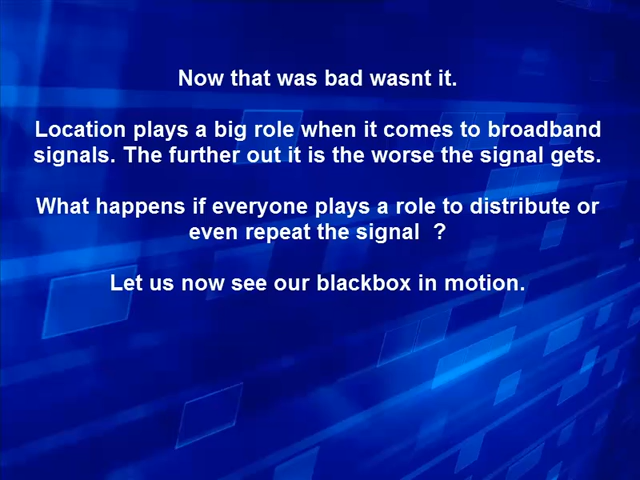 Now that was bad wasnt it.
Location plays a big role when it comes to broadband
signals. The further out it is the worse the signal gets.
What happens if everyone plays a role to distribute or
even repeat the signal  ?
Let us now see our blackbox in motion.